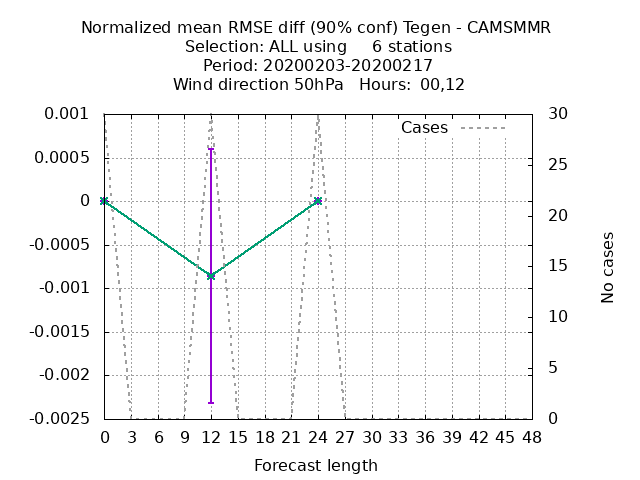 Normalized mean RMSE diff (90% conf) Tegen - CAMSMMR
Selection: ALL using 6 stations
Period: 20200203-20200217
Wind direction 50hPa Hours: 00,12
0.001
0.0005
0
-0.0005
-0.001
-0.0015
-0.002
-0.0025
Cases
30
25
20
15
10
5
0
No cases
0 3 6 9 12 15 18 21 24 27 30 33 36 39 42 45 48
Forecast length